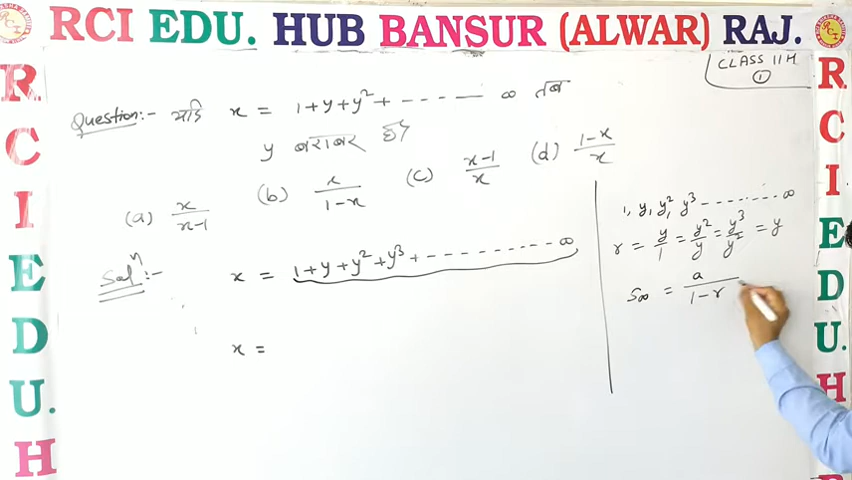 RCI EDU. HUB BANSUR (ALWAR) RAJ.
CLASS 11 H
①
Question:- यदि x = 1+y+y²+ - - - - — ∞ तब
y बराबर है?
(a) x/(x-1) (b) x/(1-x) (c) (x-1)/x (d) (1-x)/x
Solⁿ:- x = 1+y+y²+y³+ - - - - - - - - - ∞
x =
1, y, y², y³ - - - - - - - - ∞
r = y/1 = y²/y = y³/y² = y
S∞ = a/(1-r)
R
C
I
E
D
U.
H
R
C
I
E
D
U.
H